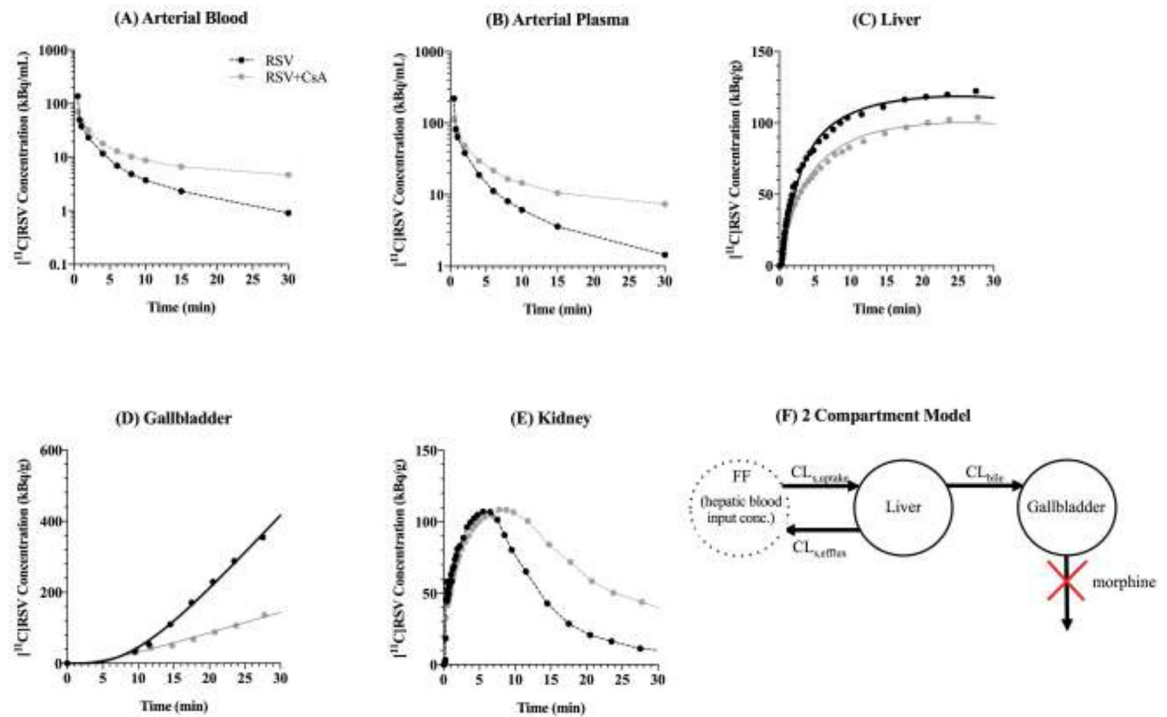 (A) Arterial Blood
[¹¹C]RSV Concentration (kBq/mL)
1000
100
10
1
0.1
0 5 10 15 20 25 30
Time (min)
RSV
RSV+CsA
(B) Arterial Plasma
[¹¹C]RSV Concentration (kBq/mL)
1000
100
10
1
0 5 10 15 20 25 30
Time (min)
(C) Liver
[¹¹C]RSV Concentration (kBq/g)
150
100
50
0
0 5 10 15 20 25 30
Time (min)
(D) Gallbladder
[¹¹C]RSV Concentration (kBq/g)
600
400
200
0
0 5 10 15 20 25 30
Time (min)
(E) Kidney
[¹¹C]RSV Concentration (kBq/g)
150
100
50
0
0 5 10 15 20 25 30
Time (min)
(F) 2 Compartment Model
FF
(hepatic blood
input conc.)
CLs,uptake
CLs,efflux
Liver
CLbile
Gallbladder
morphine